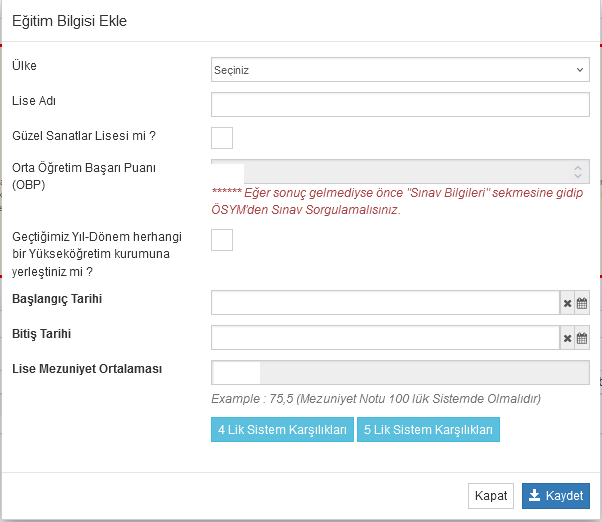 Eğitim Bilgisi Ekle
Ülke
Seçiniz
Lise Adı
Güzel Sanatlar Lisesi mi ?
Orta Öğretim Başarı Puanı
(OBP)
****** Eğer sonuç gelmediyse önce "Sınav Bilgileri" sekmesine gidip
ÖSYM'den Sınav Sorgulamalısınız.
Geçtiğimiz Yıl-Dönem herhangi
bir Yükseköğretim kurumuna
yerleştiniz mi ?
Başlangıç Tarihi
Bitiş Tarihi
Lise Mezuniyet Ortalaması
Example : 75,5 (Mezuniyet Notu 100 lük Sistemde Olmalıdır)
4 Lik Sistem Karşılıkları
5 Lik Sistem Karşılıkları
Kapat
Kaydet